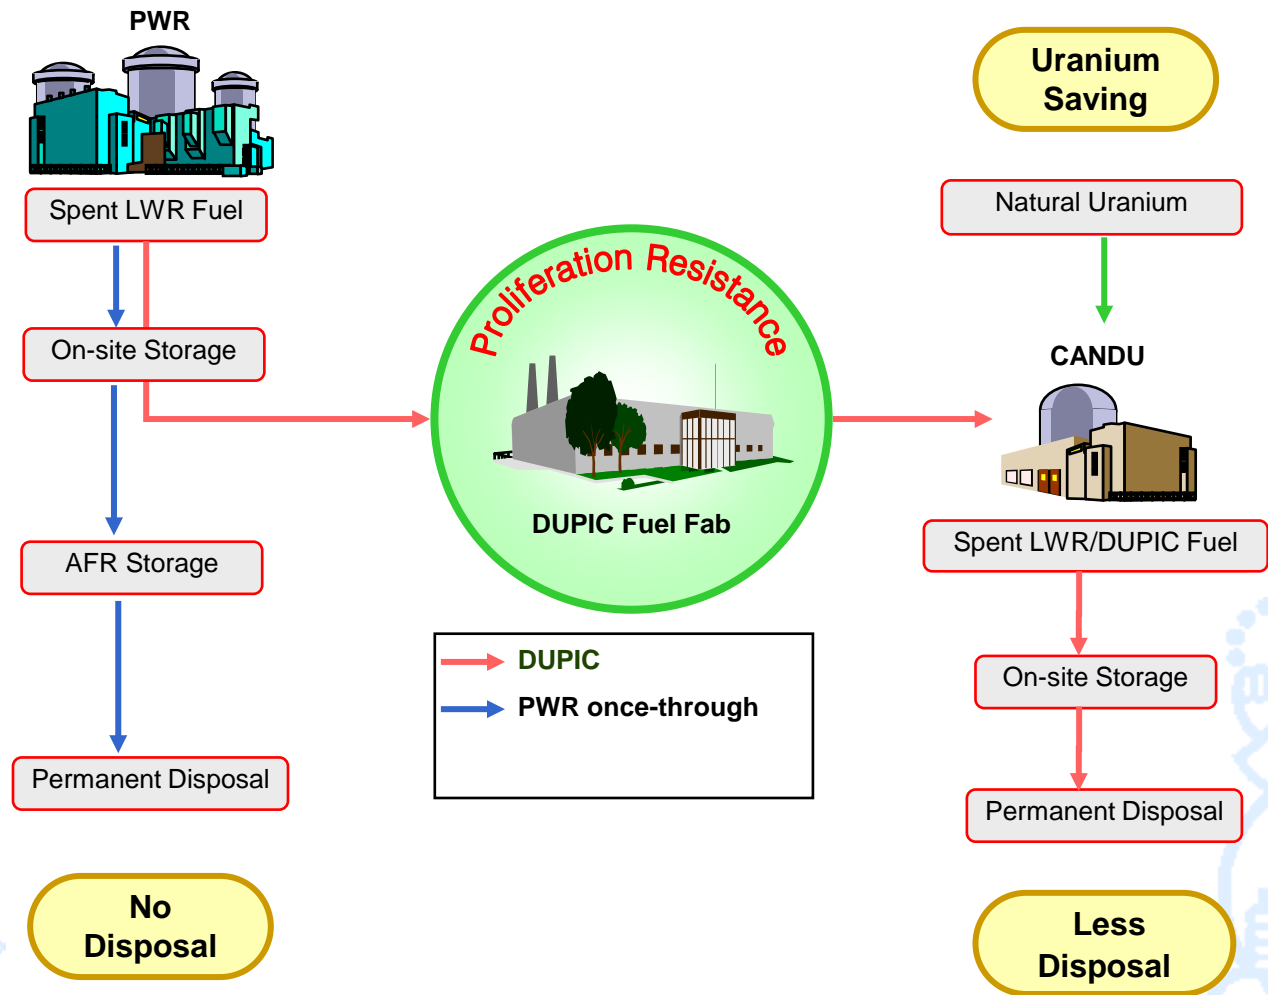 PWR
Spent LWR Fuel
On-site Storage
AFR Storage
Permanent Disposal
No
Disposal
Proliferation Resistance
DUPIC Fuel Fab
DUPIC
PWR once-through
Uranium
Saving
Natural Uranium
CANDU
Spent LWR/DUPIC Fuel
On-site Storage
Permanent Disposal
Less
Disposal